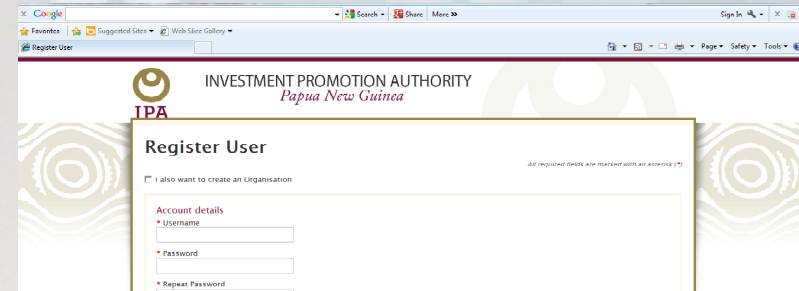 × Google Search Share More >> Sign In
Favorites Suggested Sites Web Slice Gallery
Register User Page Safety Tools
IPA
INVESTMENT PROMOTION AUTHORITY
Papua New Guinea
Register User
All required fields are marked with an asterisk (*)
I also want to create an Organisation
Account details
* Username
* Password
* Repeat Password